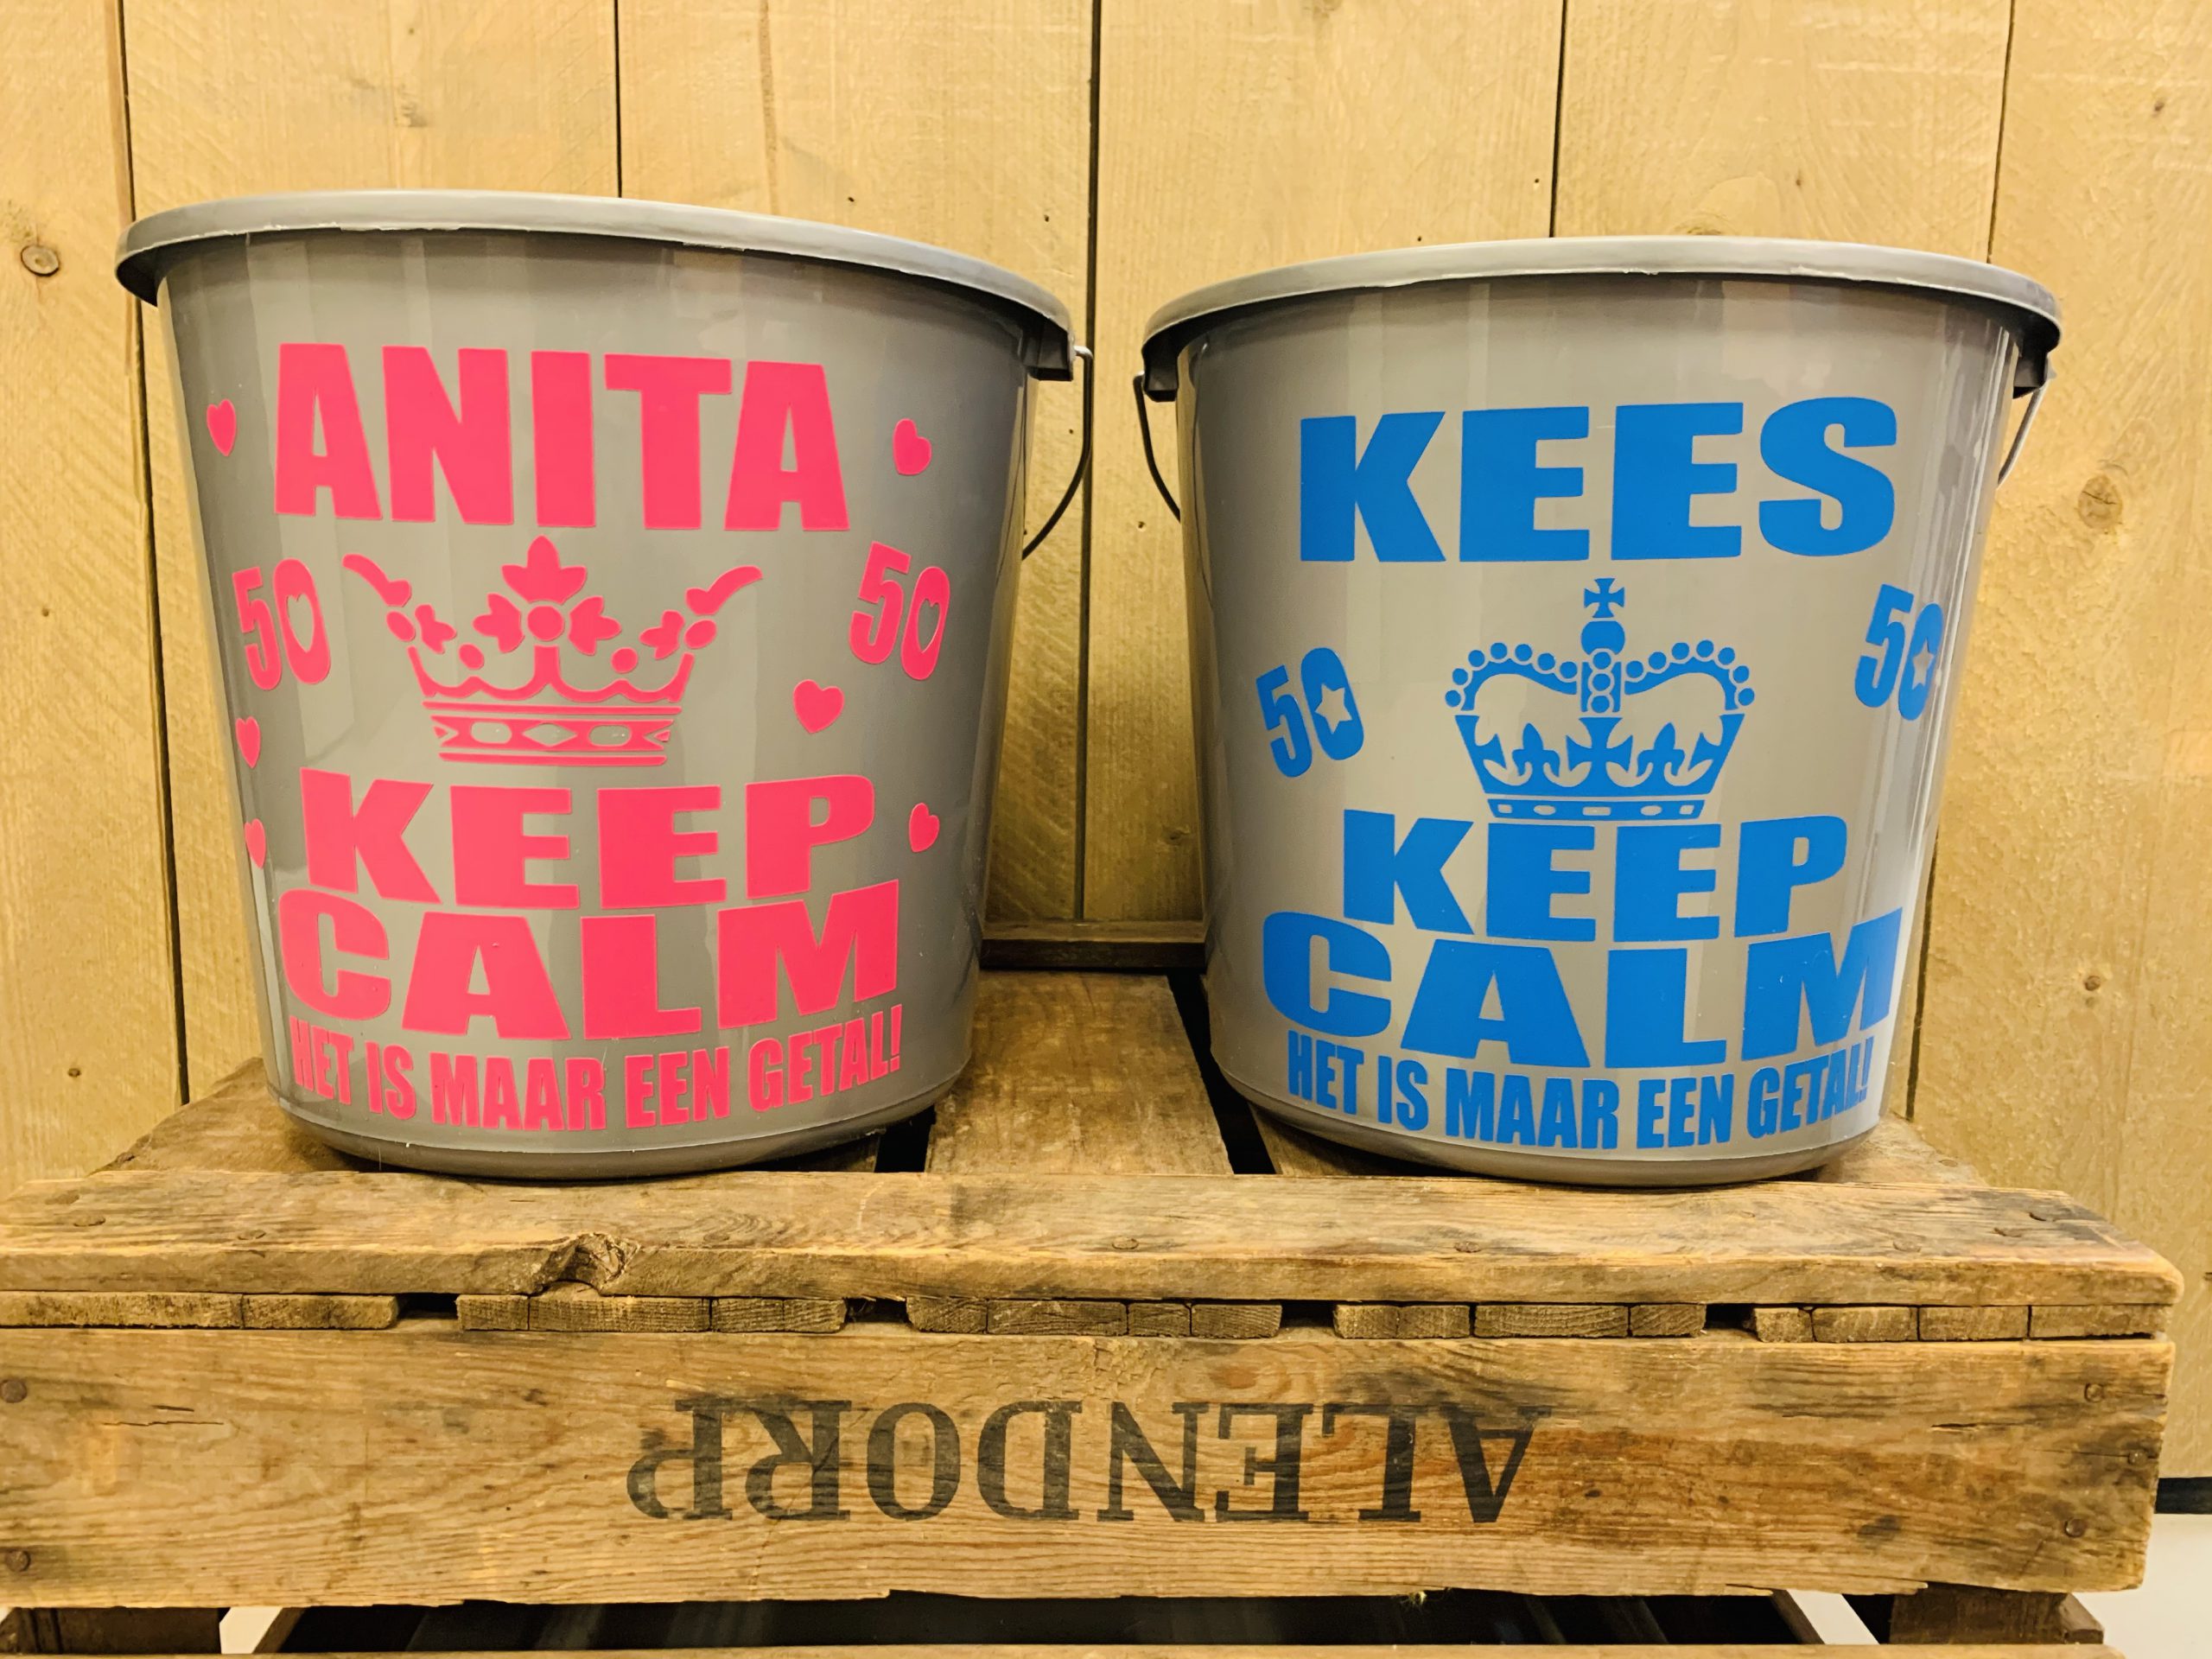 ANITA
50 50
KEEP
CALM
HET IS MAAR EEN GETAL!
KEES
50 50
KEEP
CALM
HET IS MAAR EEN GETAL!
ALENDORP